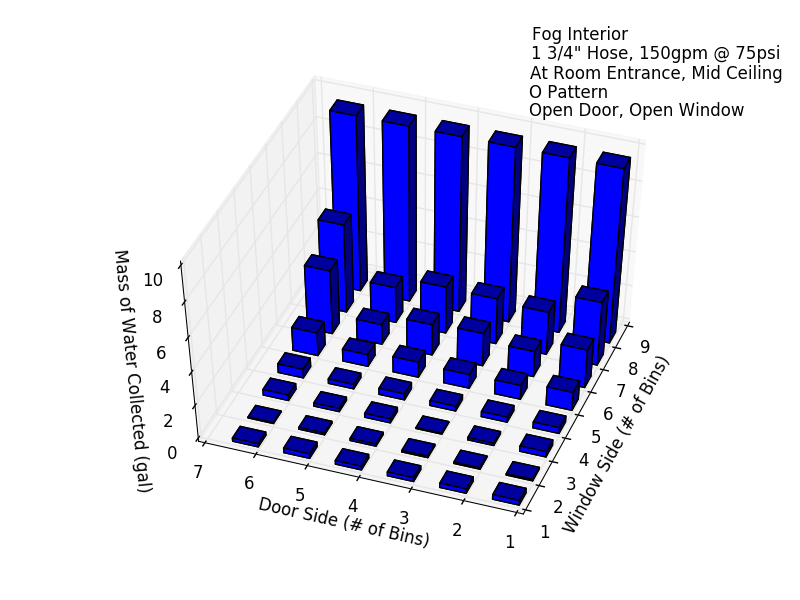 Fog Interior
1 3/4" Hose, 150gpm @ 75psi
At Room Entrance, Mid Ceiling
O Pattern
Open Door, Open Window
Mass of Water Collected (gal)
10
8
6
4
2
0
7
6
5
4
3
2
1
Door Side (# of Bins)
9
8
7
6
5
4
3
2
1
Window Side (# of Bins)